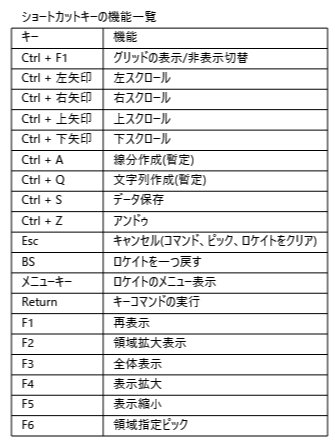 ショートカットキーの機能一覧
キー 機能
Ctrl + F1 グリッドの表示/非表示切替
Ctrl + 左矢印 左スクロール
Ctrl + 右矢印 右スクロール
Ctrl + 上矢印 上スクロール
Ctrl + 下矢印 下スクロール
Ctrl + A 線分作成(暫定)
Ctrl + Q 文字列作成(暫定)
Ctrl + S データ保存
Ctrl + Z アンドゥ
Esc キャンセル(コマンド、ピック、ロケイトをクリア)
BS ロケイトを一つ戻す
メニューキー ロケイトのメニュー表示
Return キーコマンドの実行
F1 再表示
F2 領域拡大表示
F3 全体表示
F4 表示拡大
F5 表示縮小
F6 領域指定ピック